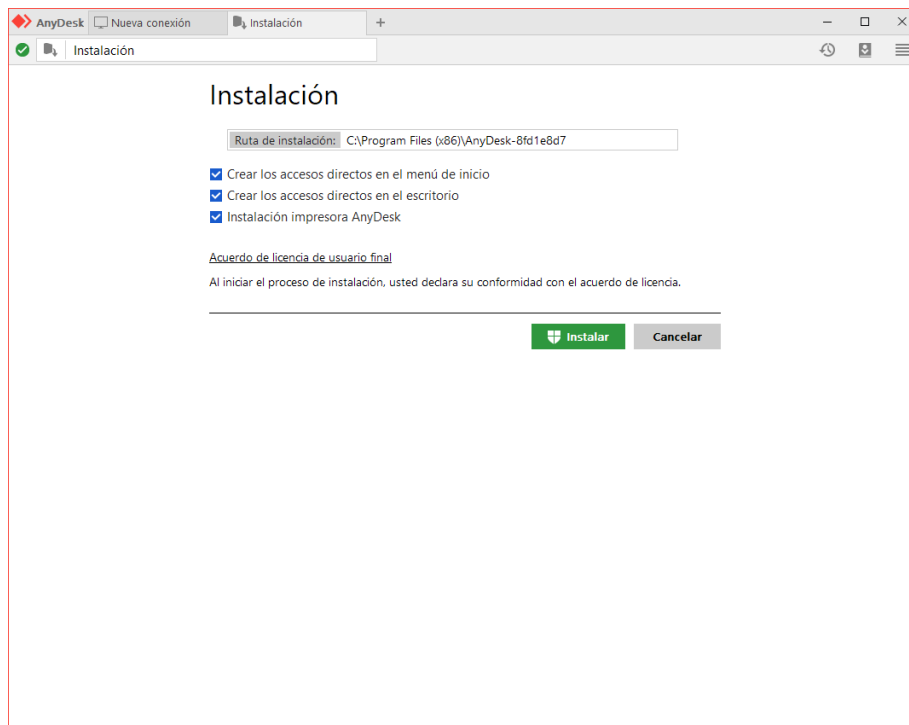 AnyDesk Nueva conexión Instalación
Instalación
Instalación
Ruta de instalación: C:\Program Files (x86)\AnyDesk-8fd1e8d7
Crear los accesos directos en el menú de inicio
Crear los accesos directos en el escritorio
Instalación impresora AnyDesk
Acuerdo de licencia de usuario final
Al iniciar el proceso de instalación, usted declara su conformidad con el acuerdo de licencia.
Instalar Cancelar